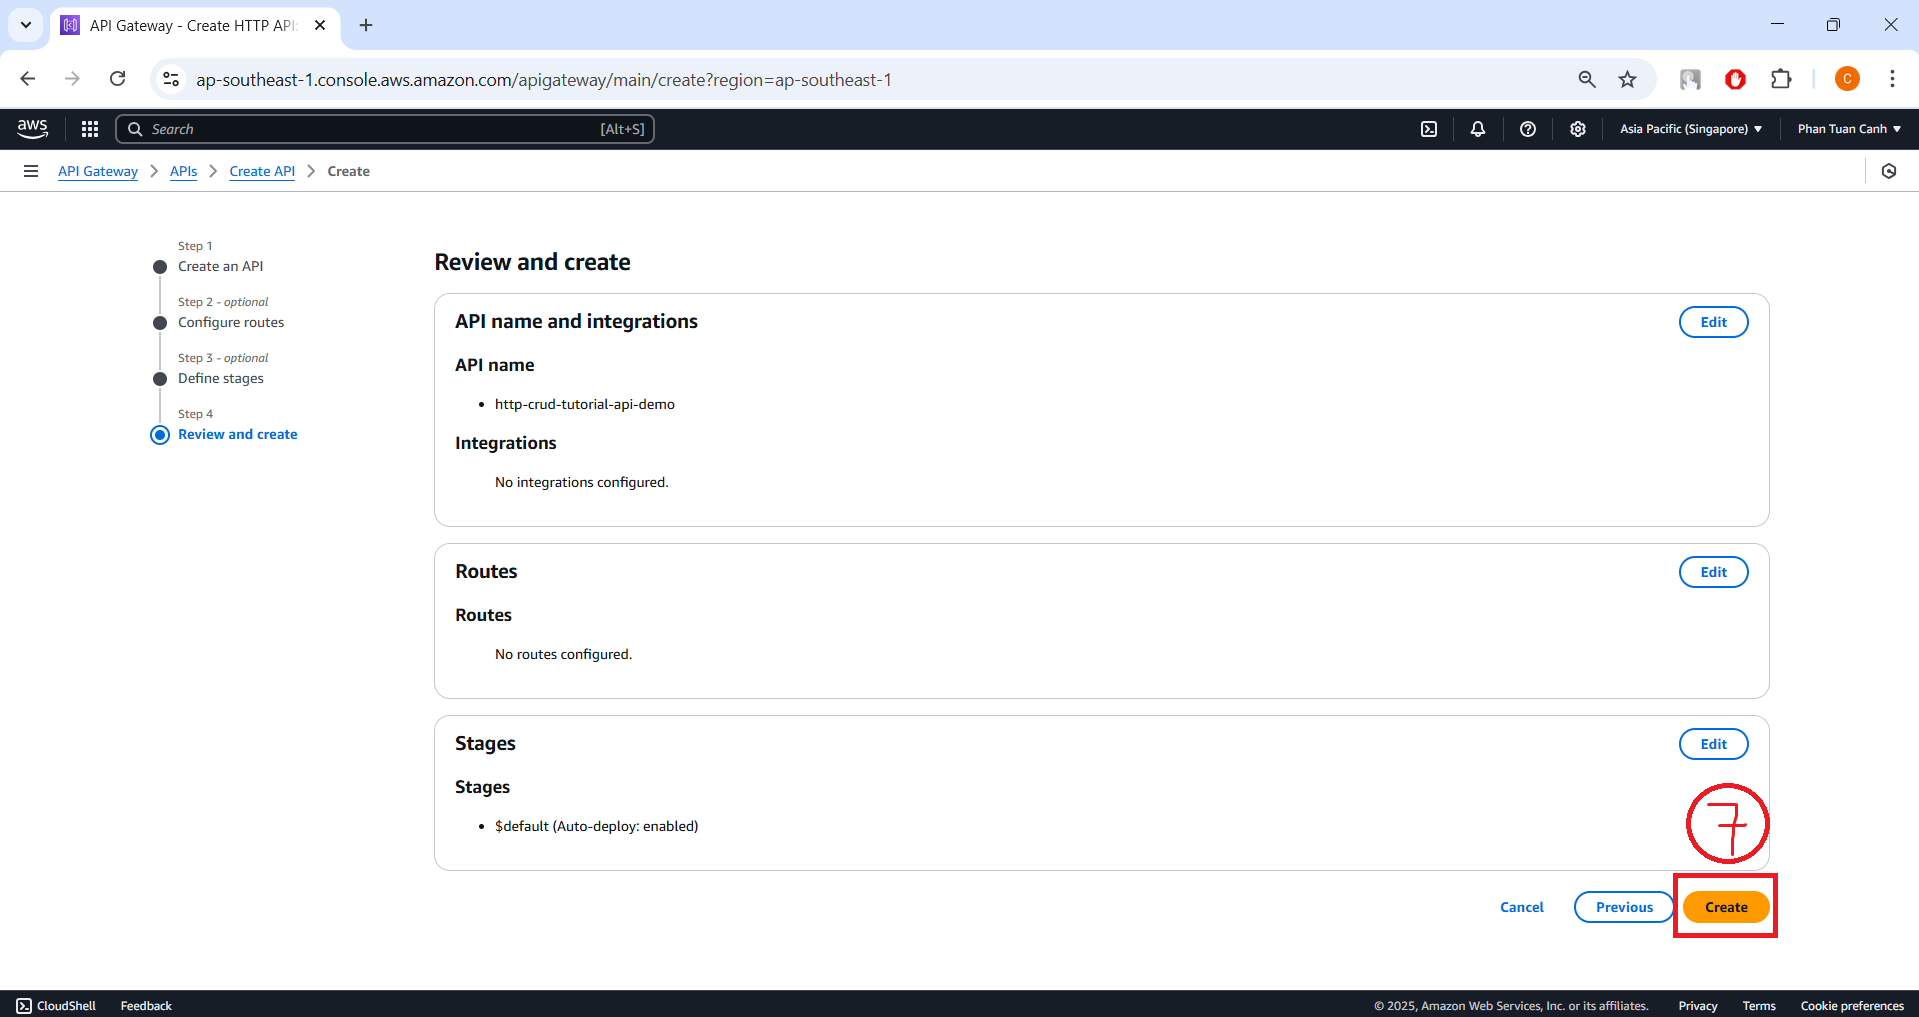 API Gateway - Create HTTP API
ap-southeast-1.console.aws.amazon.com/apigateway/main/create?region=ap-southeast-1
C
aws
Search
[Alt+S]
Asia Pacific (Singapore)
Phan Tuan Canh
API Gateway
APIs
Create API
Create
Step 1
Create an API
Step 2 - optional
Configure routes
Step 3 - optional
Define stages
Step 4
Review and create
Review and create
API name and integrations
Edit
API name
• http-crud-tutorial-api-demo
Integrations
No integrations configured.
Routes
Edit
Routes
No routes configured.
Stages
Edit
Stages
• $default (Auto-deploy: enabled)
7
Cancel
Previous
Create
CloudShell
Feedback
© 2025, Amazon Web Services, Inc. or its affiliates.
Privacy
Terms
Cookie preferences